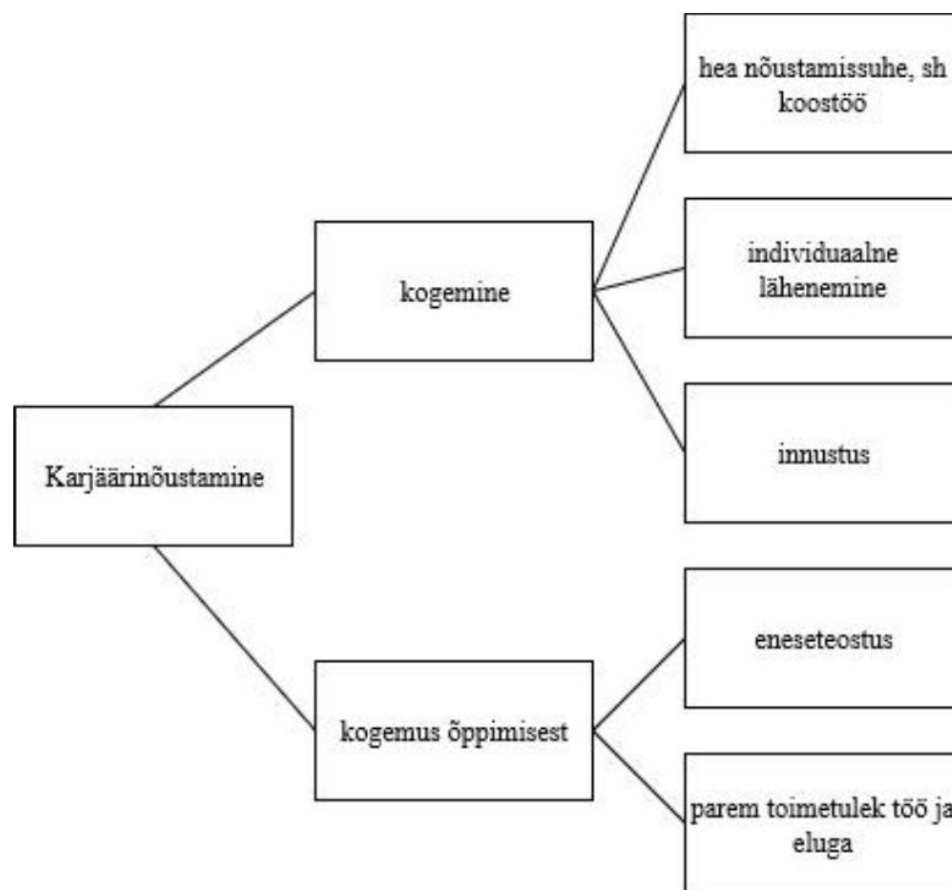 hea nõustamissuhe, sh
koostöö
individuaalne
lähenemine
kogemine
innustus
Karjäärinõustamine
eneseteostus
kogemus õppimisest
parem toimetulek töö ja
eluga